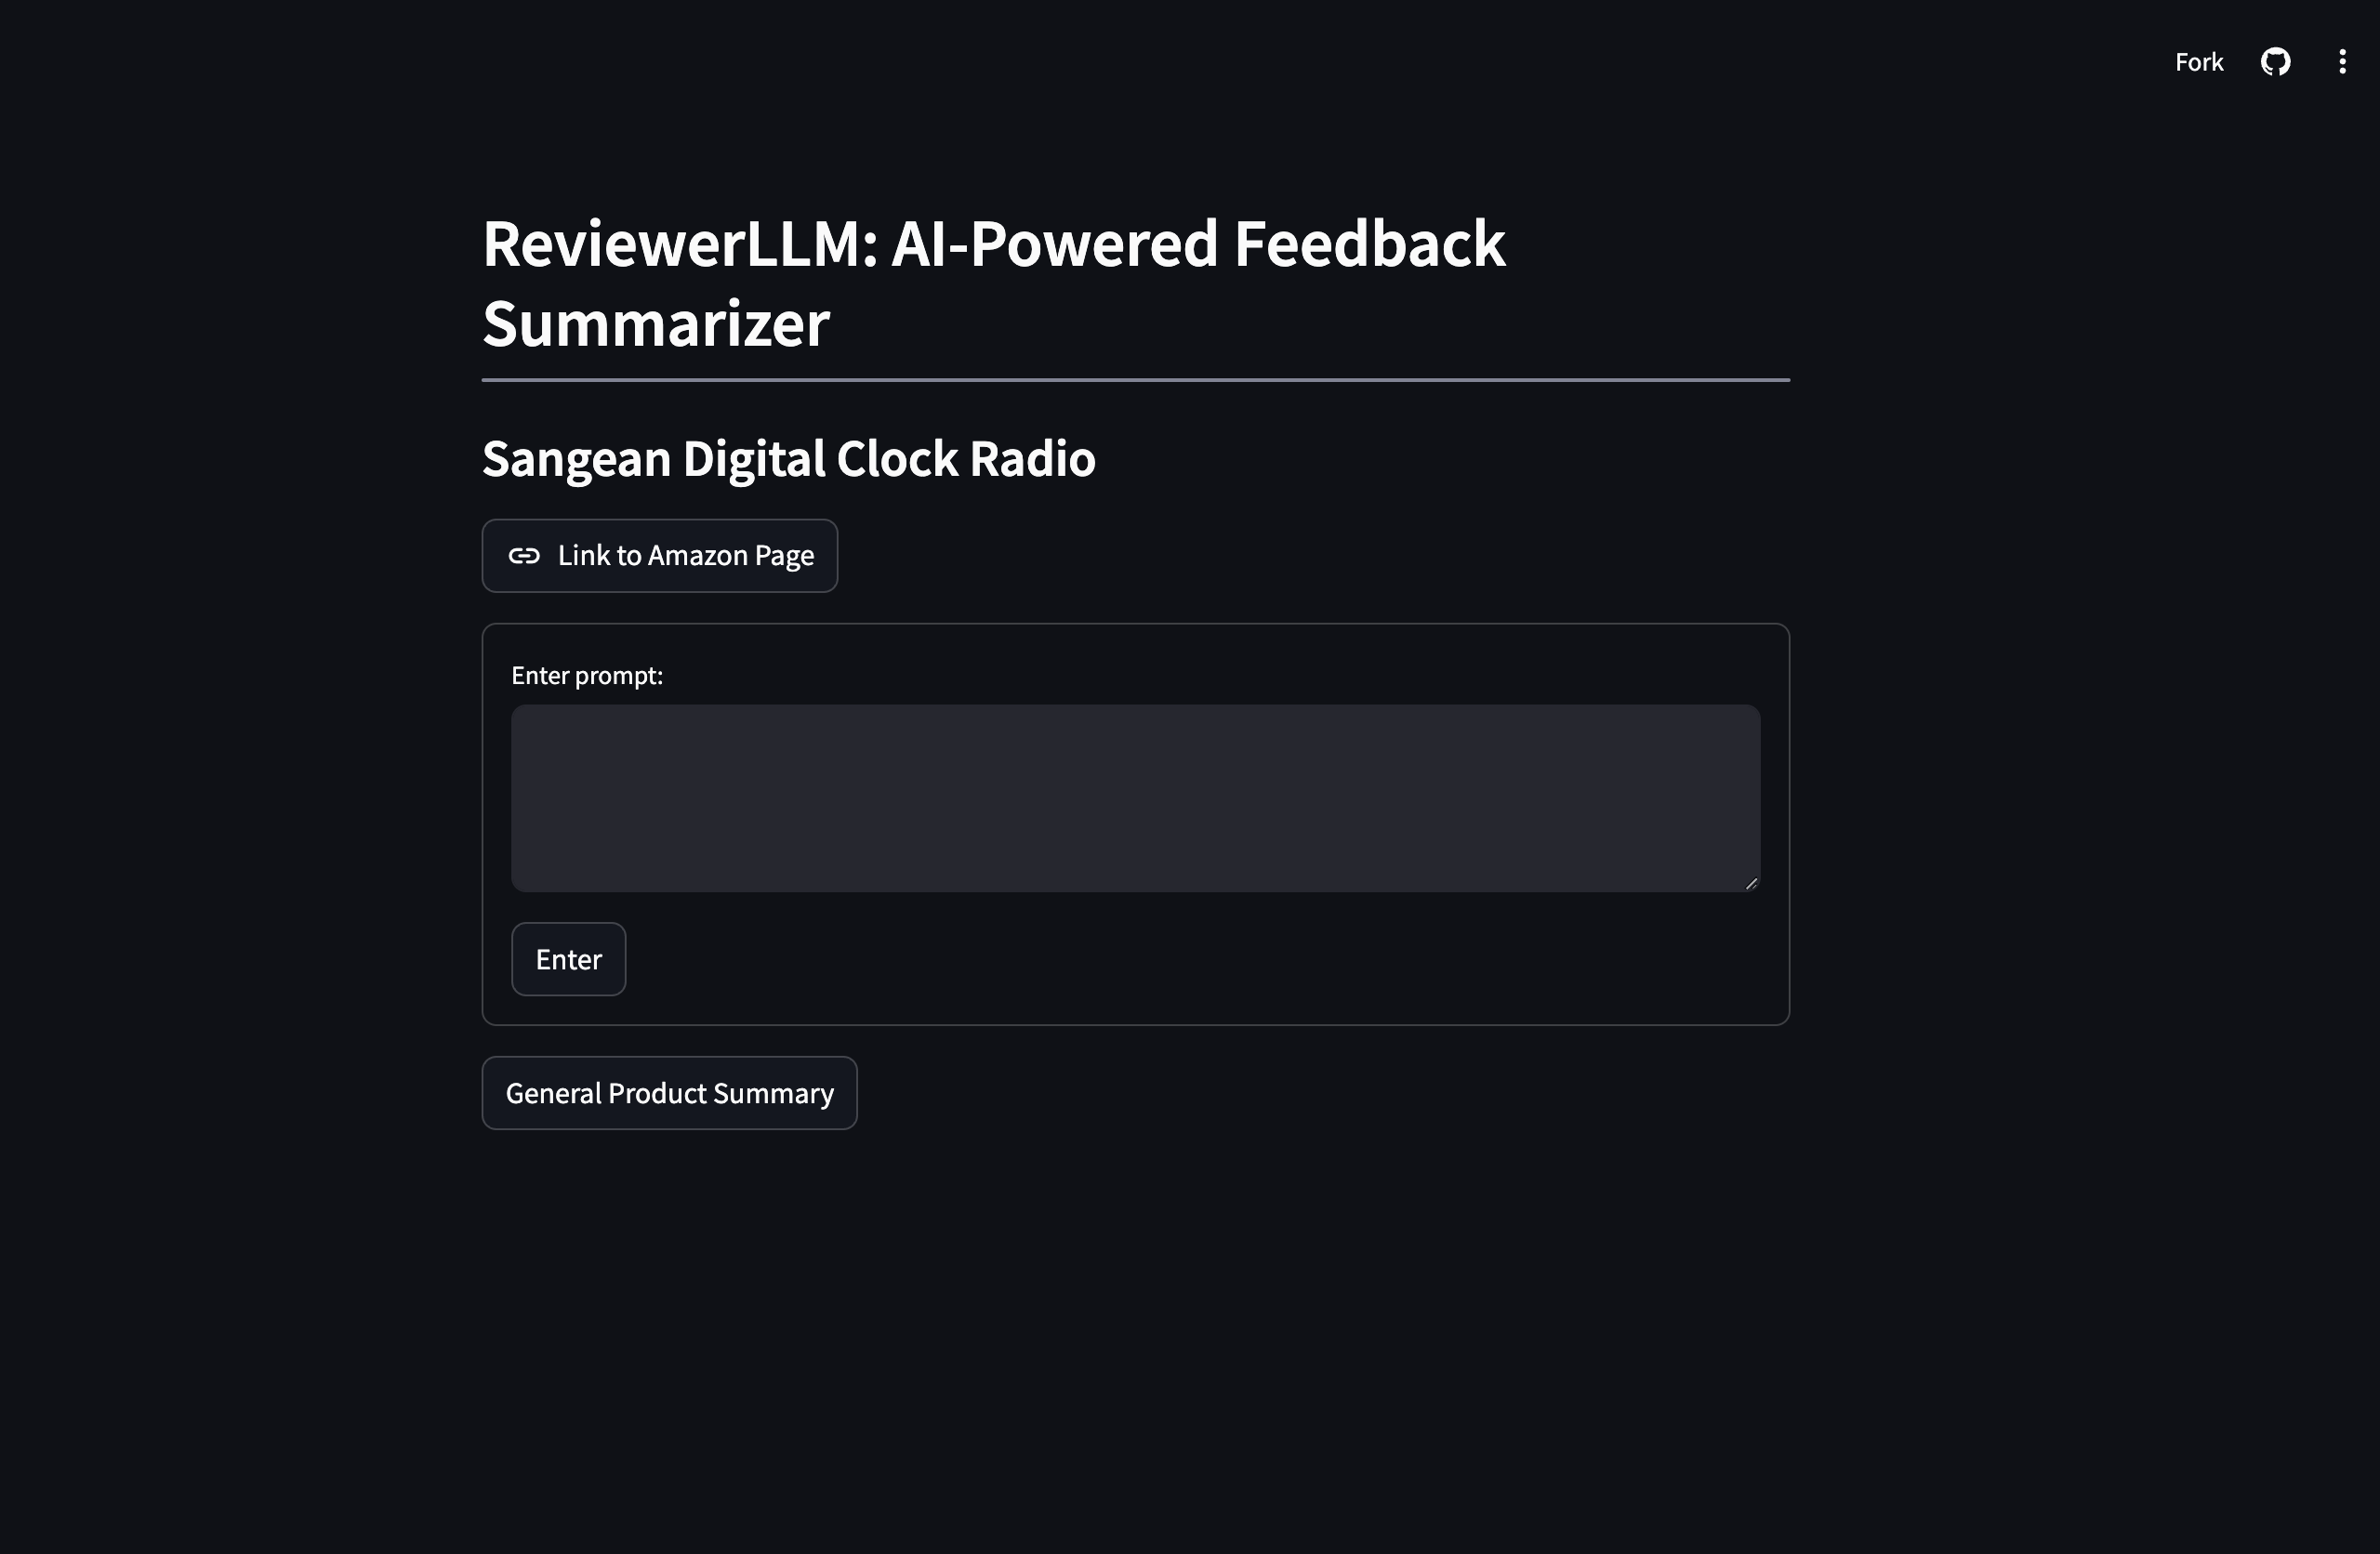 Fork
ReviewerLLM: AI-Powered Feedback
Summarizer
Sangean Digital Clock Radio
Link to Amazon Page
Enter prompt:
Enter
General Product Summary